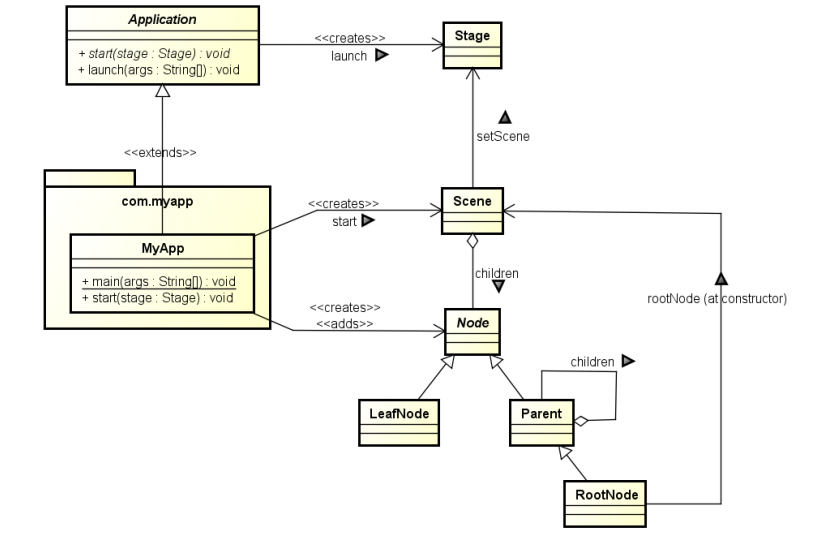 Application
+ start(stage : Stage) : void
+ launch(args : String[]) : void
<<creates>>
launch
Stage
setScene
<<extends>>
com.myapp
MyApp
+ main(args : String[]) : void
+ start(stage : Stage) : void
<<creates>>
start
Scene
children
rootNode (at constructor)
<<creates>>
<<adds>>
Node
children
LeafNode
Parent
RootNode